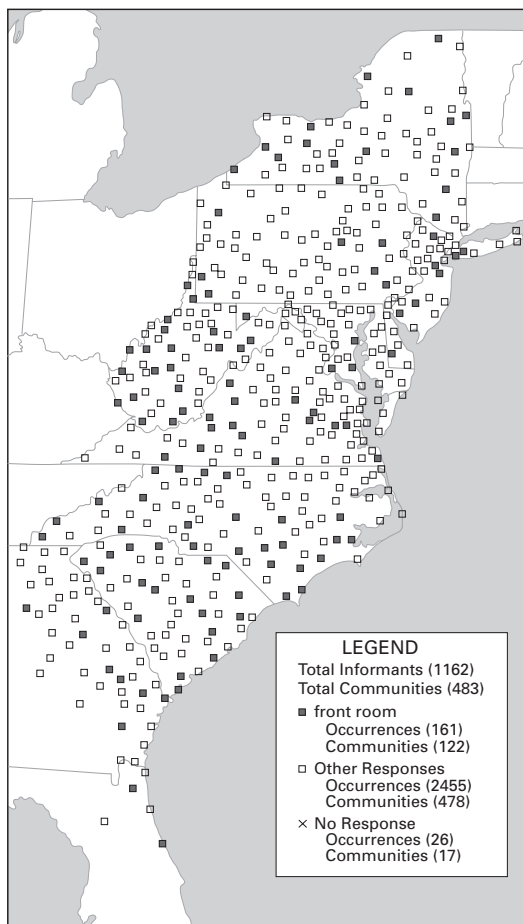 LEGEND
Total Informants (1162)
Total Communities (483)
front room
Occurrences (161)
Communities (122)
Other Responses
Occurrences (2455)
Communities (478)
No Response
Occurrences (26)
Communities (17)